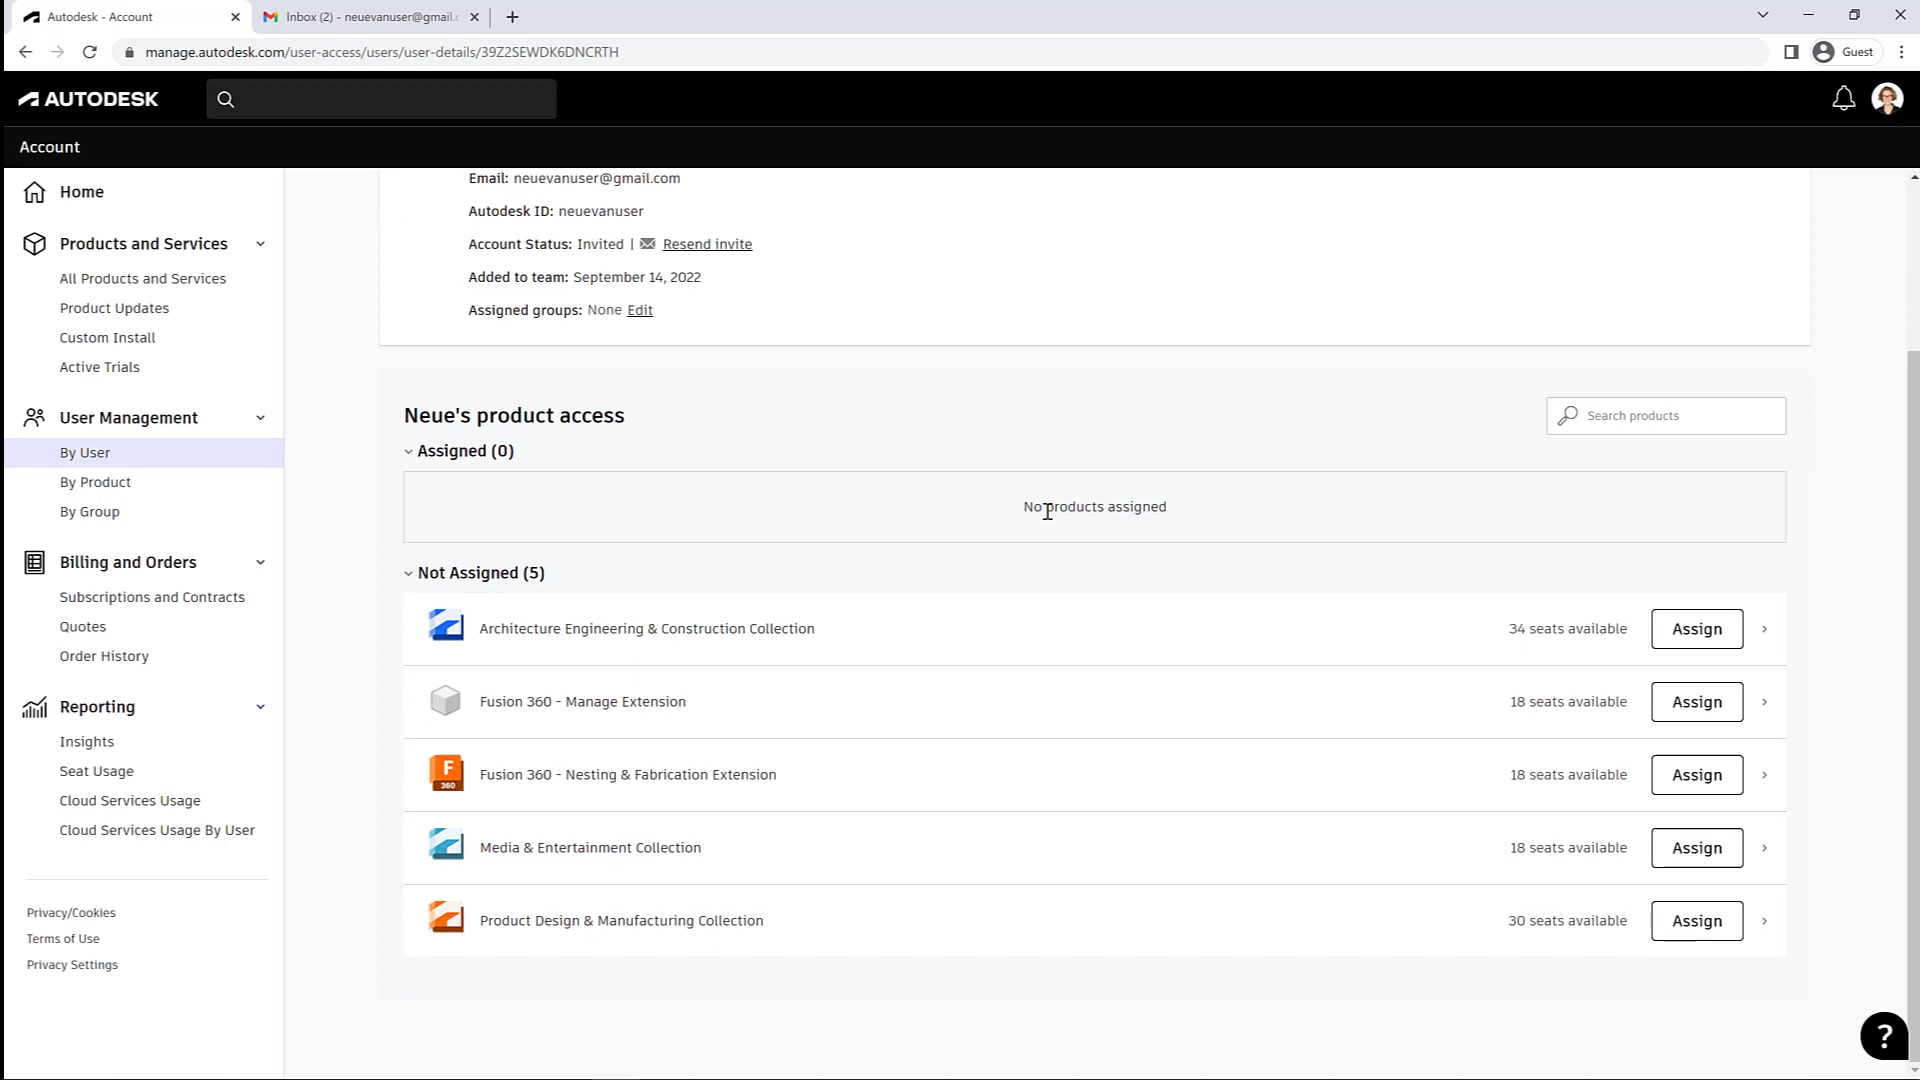 Autodesk - Account
Inbox (2) - neuevanuser@gmail.c
manage.autodesk.com/user-access/users/user-details/39Z2SEWDK6DNCRTH
Guest
AUTODESK
Account
Home
Products and Services
All Products and Services
Product Updates
Custom Install
Active Trials
User Management
By User
By Product
By Group
Billing and Orders
Subscriptions and Contracts
Quotes
Order History
Reporting
Insights
Seat Usage
Cloud Services Usage
Cloud Services Usage By User
Privacy/Cookies
Terms of Use
Privacy Settings
Email: neuevanuser@gmail.com
Autodesk ID: neuevanuser
Account Status: Invited | Resend invite
Added to team: September 14, 2022
Assigned groups: None Edit
Neue's product access
Search products
Assigned (0)
No products assigned
Not Assigned (5)
Architecture Engineering & Construction Collection 34 seats available Assign
Fusion 360 - Manage Extension 18 seats available Assign
F 360
Fusion 360 - Nesting & Fabrication Extension 18 seats available Assign
Media & Entertainment Collection 18 seats available Assign
Product Design & Manufacturing Collection 30 seats available Assign
?